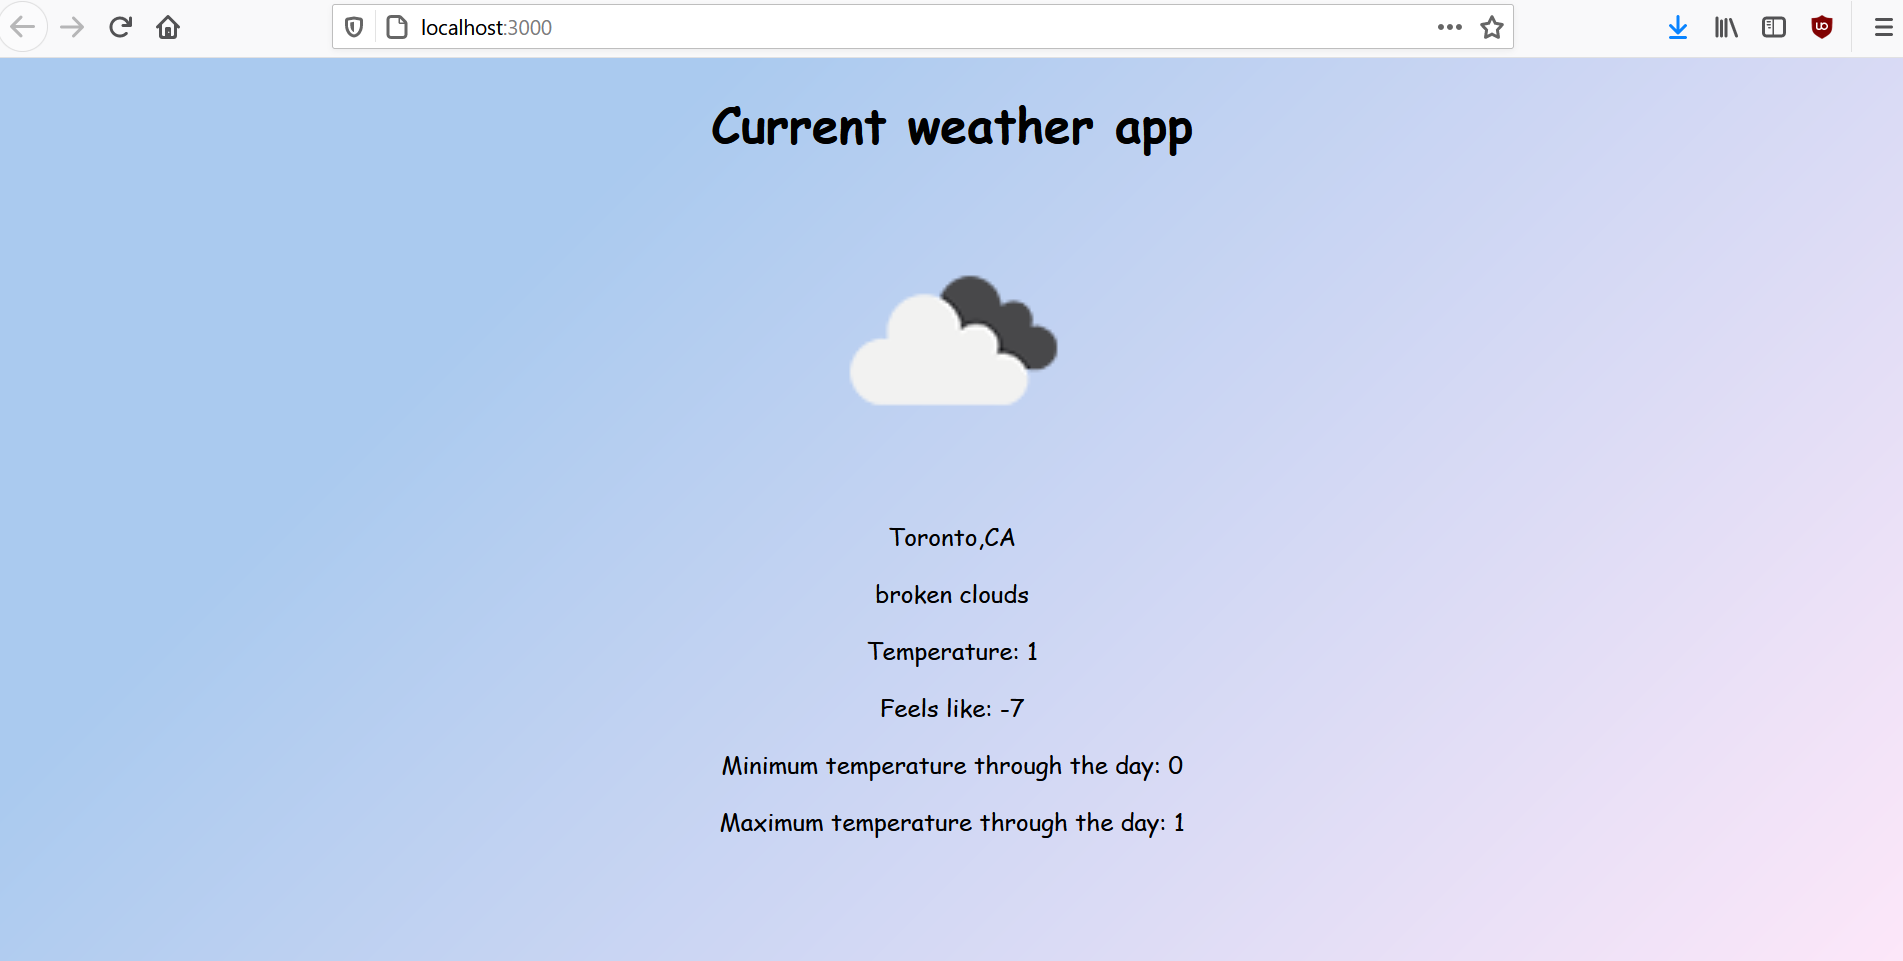 localhost:3000
Current weather app
Toronto,CA
broken clouds
Temperature: 1
Feels like: -7
Minimum temperature through the day: 0
Maximum temperature through the day: 1